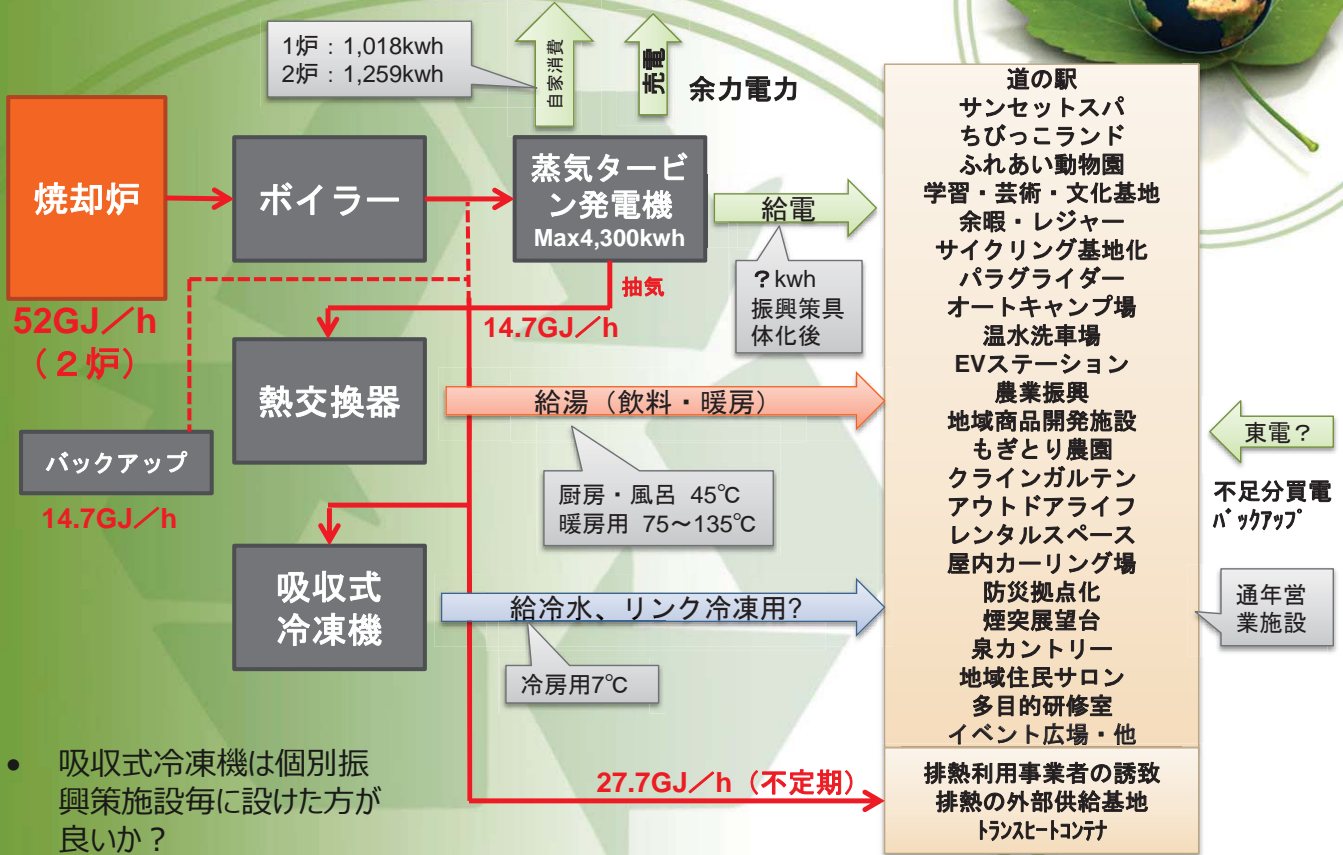 1炉：1,018kwh
2炉：1,259kwh
自家消費
売電
余力電力
焼却炉
52GJ／h
（２炉）
ボイラー
蒸気タービ
ン発電機
Max4,300kwh
給電
？kwh
振興策具
体化後
抽気
14.7GJ／h
熱交換器
給湯（飲料・暖房）
厨房・風呂 45℃
暖房用 75～135℃
バックアップ
14.7GJ／h
吸収式
冷凍機
給冷水、リンク冷凍用?
冷房用7℃
27.7GJ／h（不定期）
道の駅
サンセットスパ
ちびっこランド
ふれあい動物園
学習・芸術・文化基地
余暇・レジャー
サイクリング基地化
パラグライダー
オートキャンプ場
温水洗車場
EVステーション
農業振興
地域商品開発施設
もぎとり農園
クラインガルテン
アウトドアライフ
レンタルスペース
屋内カーリング場
防災拠点化
煙突展望台
泉カントリー
地域住民サロン
多目的研修室
イベント広場・他
排熱利用事業者の誘致
排熱の外部供給基地
ﾄﾗﾝｽﾋｰﾄｺﾝﾃﾅ
東電？
不足分買電
ﾊﾞｯｸｱｯﾌﾟ
通年営
業施設
• 吸収式冷凍機は個別振
興策施設毎に設けた方が
良いか？